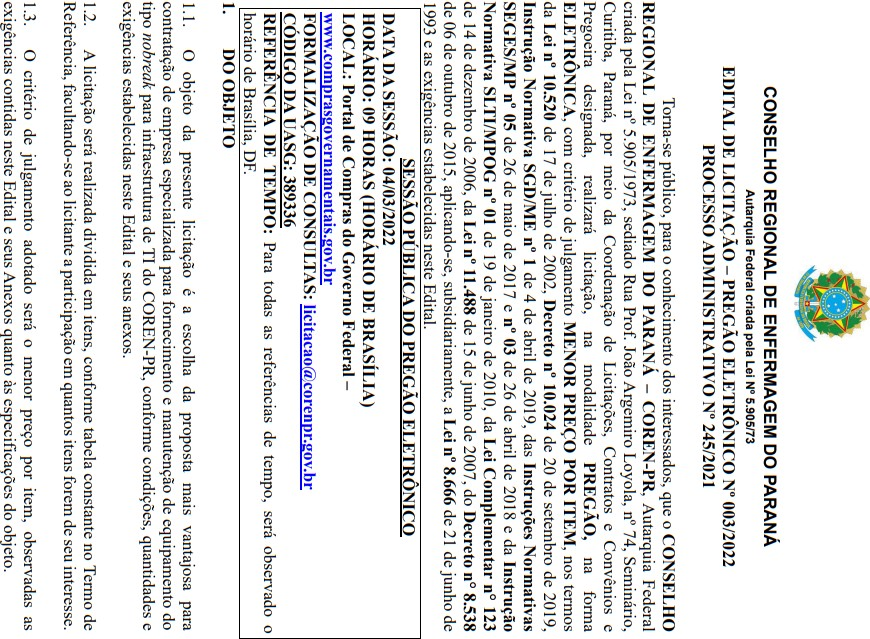 CONSELHO REGIONAL DE ENFERMAGEM DO PARANÁ
Autarquia Federal criada pela Lei Nº 5.905/73
EDITAL DE LICITAÇÃO – PREGÃO ELETRÔNICO Nº 003/2022
PROCESSO ADMINISTRATIVO Nº 245/2021
Torna-se público, para o conhecimento dos interessados, que o CONSELHO
REGIONAL DE ENFERMAGEM DO PARANÁ – COREN-PR, Autarquia Federal
criada pela Lei nº 5.905/1973, sediado Rua Prof. João Argemiro Loyola, nº 74, Seminário,
Curitiba, Paraná, por meio da Coordenação de Licitações, Contratos e Convênios e
Pregoeira designada, realizará licitação, na modalidade PREGÃO, na forma
ELETRÔNICA, com critério de julgamento MENOR PREÇO POR ITEM, nos termos
da Lei nº 10.520 de 17 de julho de 2002, Decreto nº 10.024 de 20 de setembro de 2019,
Instrução Normativa SGD/ME nº 1 de 4 de abril de 2019, das Instruções Normativas
SEGES/MP nº 05 de 26 de maio de 2017 e nº 03 de 26 de abril de 2018 e da Instrução
Normativa SLTI/MPOG nº 01 de 19 de janeiro de 2010, da Lei Complementar n° 123
de 14 de dezembro de 2006, da Lei nº 11.488 de 15 de junho de 2007, do Decreto n° 8.538
de 06 de outubro de 2015, aplicando-se, subsidiariamente, a Lei nº 8.666 de 21 de junho de
1993 e as exigências estabelecidas neste Edital.
SESSÃO PÚBLICA DO PREGÃO ELETRÔNICO
DATA DA SESSÃO: 04/03/2022
HORÁRIO: 09 HORAS (HORÁRIO DE BRASÍLIA)
LOCAL: Portal de Compras do Governo Federal –
www.comprasgovernamentais.gov.br
FORMALIZAÇÃO DE CONSULTAS: licitacao@corenpr.gov.br
CÓDIGO DA UASG: 389336
REFERÊNCIA DE TEMPO: Para todas as referências de tempo, será observado o
horário de Brasília, DF.
1. DO OBJETO
1.1. O objeto da presente licitação é a escolha da proposta mais vantajosa para
contratação de empresa especializada para fornecimento e manutenção de equipamento do
tipo nobreak para infraestrutura de TI do COREN-PR, conforme condições, quantidades e
exigências estabelecidas neste Edital e seus anexos.
1.2. A licitação será realizada dividida em itens, conforme tabela constante no Termo de
Referência, facultando-se ao licitante a participação em quantos itens forem de seu interesse.
1.3. O critério de julgamento adotado será o menor preço por item, observadas as
exigências contidas neste Edital e seus Anexos quanto às especificações do objeto.